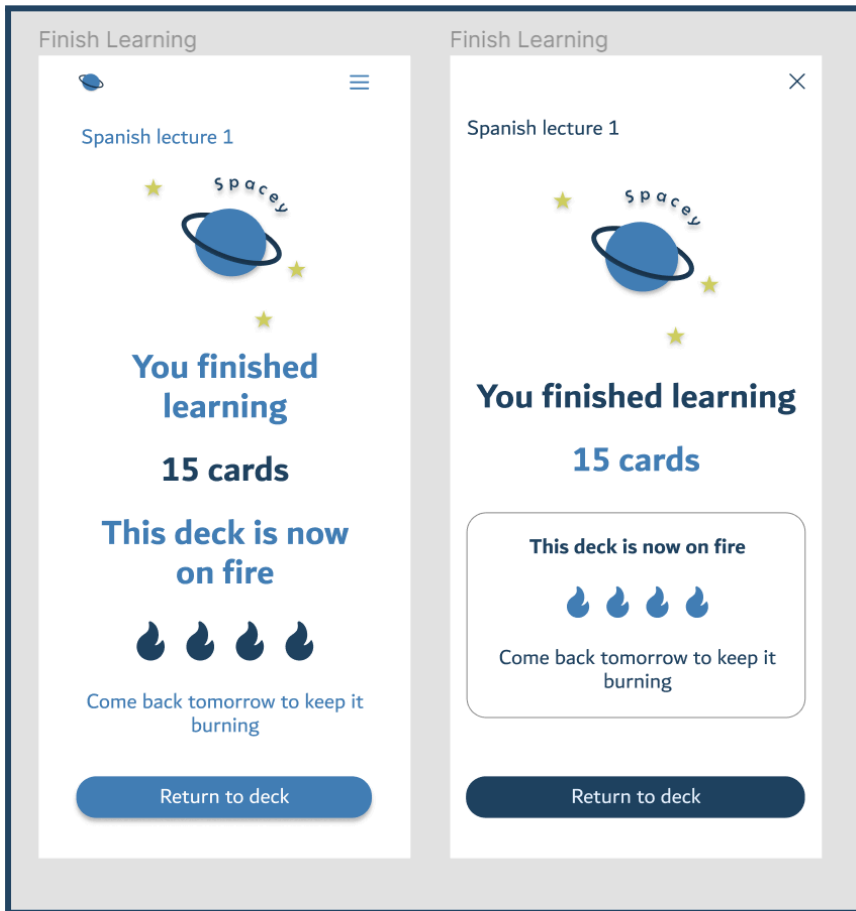 Finish Learning
Spanish lecture 1
Spacey
You finished
learning
15 cards
This deck is now
on fire
Come back tomorrow to keep it
burning
Return to deck
Finish Learning
Spanish lecture 1
Spacey
You finished learning
15 cards
This deck is now on fire
Come back tomorrow to keep it
burning
Return to deck